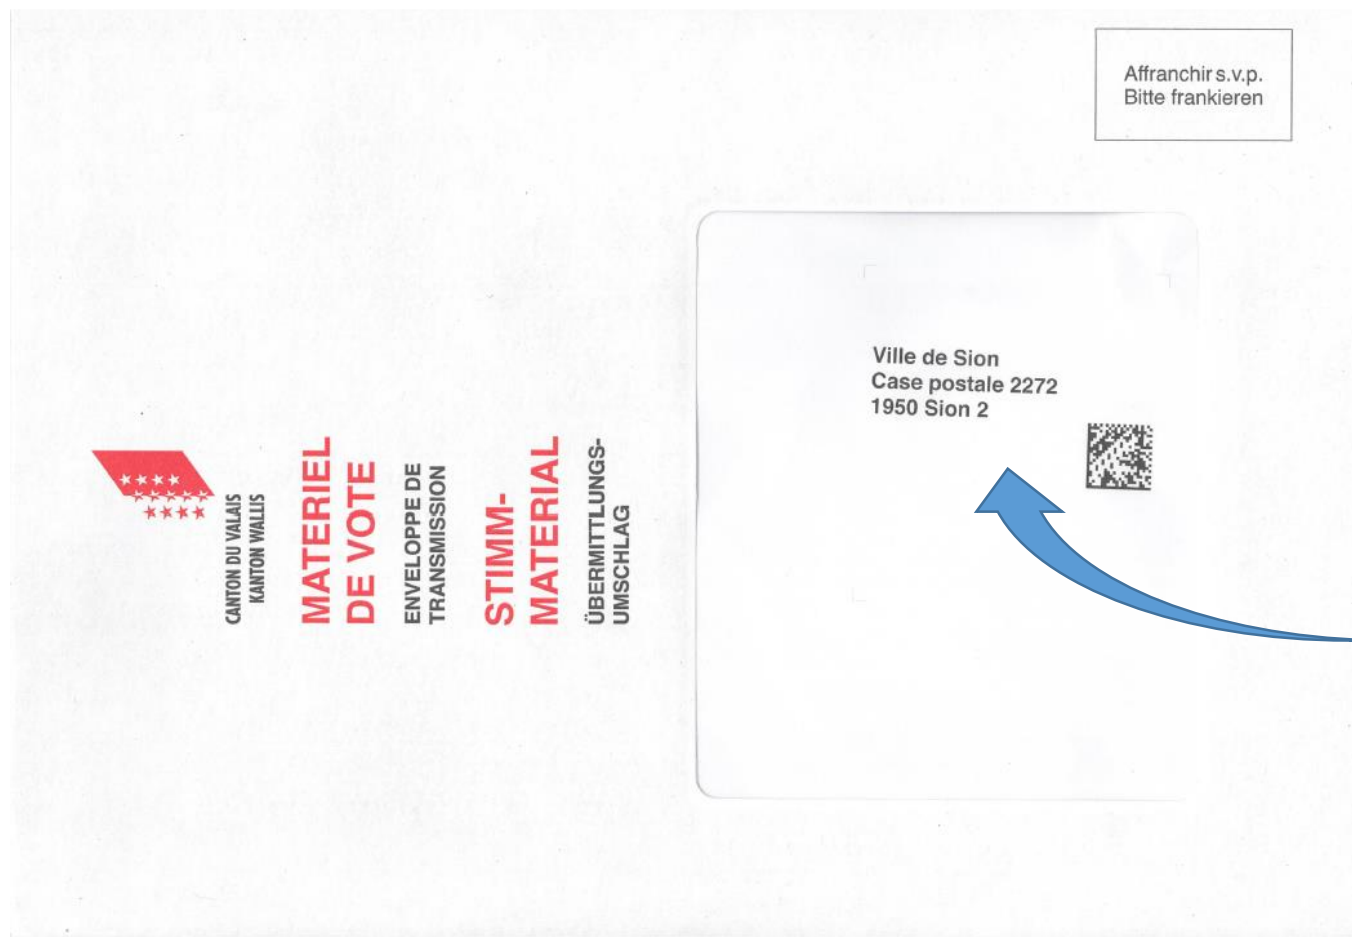 Affranchir s.v.p.
Bitte frankieren
Ville de Sion
Case postale 2272
1950 Sion 2
CANTON DU VALAIS
KANTON WALLIS
MATERIEL
DE VOTE
ENVELOPPE DE
TRANSMISSION
STIMM-
MATERIAL
ÜBERMITTLUNGS-
UMSCHLAG